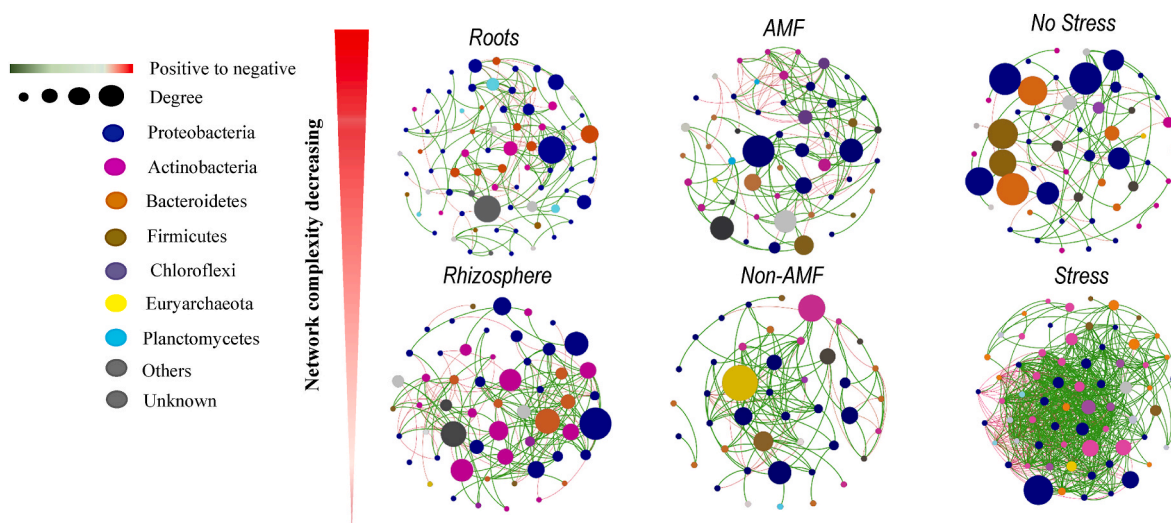 Positive to negative
Degree
Proteobacteria
Actinobacteria
Bacteroidetes
Firmicutes
Chloroflexi
Euryarchaeota
Planctomycetes
Others
Unknown
Network complexity decreasing
Roots
AMF
No Stress
Rhizosphere
Non-AMF
Stress